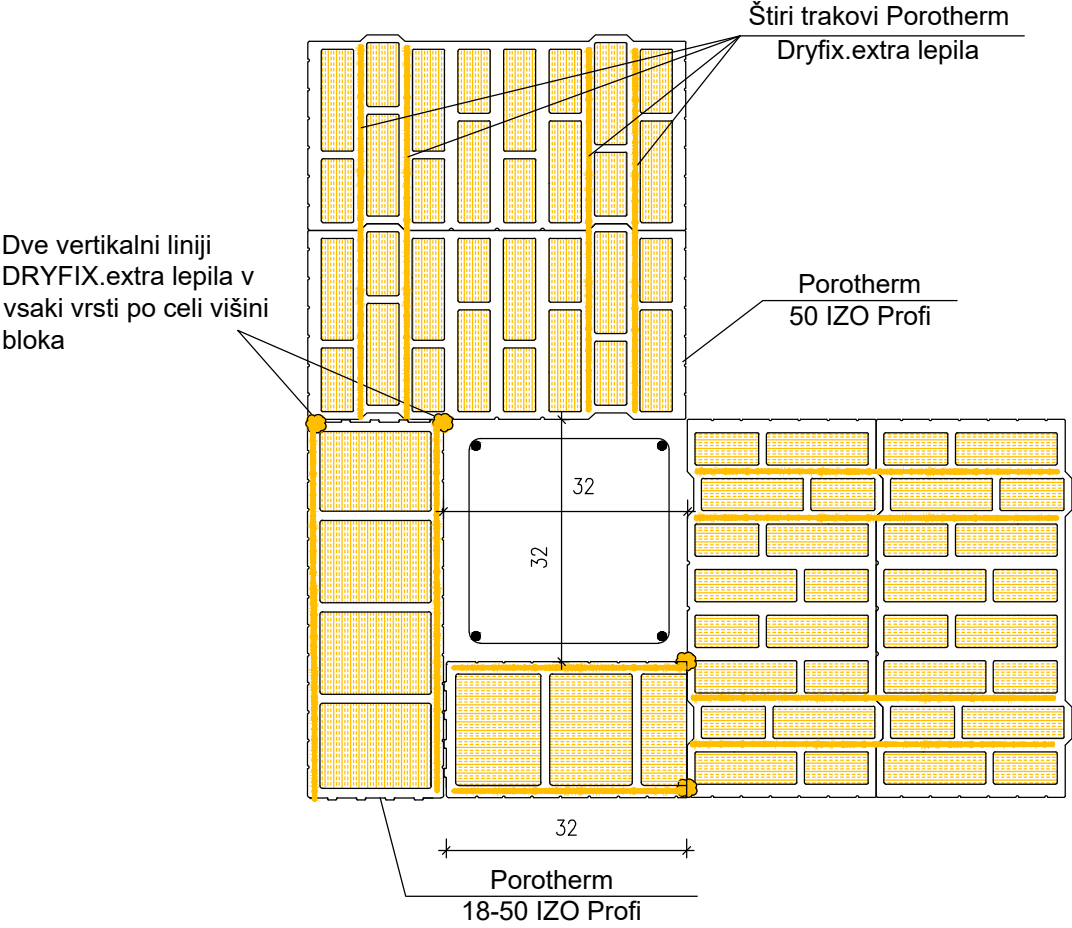 Štiri trakovi Porotherm
Dryfix.extra lepila
Dve vertikalni liniji
DRYFIX.extra lepila v
vsaki vrsti po celi višini
bloka
Porotherm
50 IZO Profi
32
32
32
Porotherm
18-50 IZO Profi